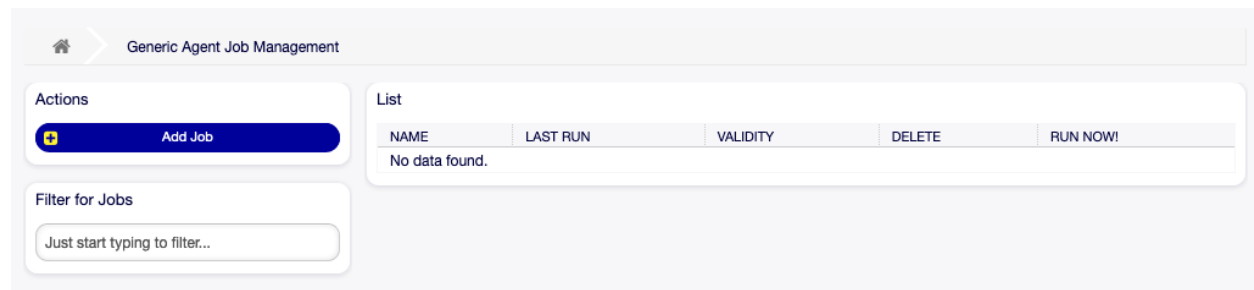 Generic Agent Job Management
Actions
Add Job
Filter for Jobs
Just start typing to filter...
List
NAME LAST RUN VALIDITY DELETE RUN NOW!
No data found.